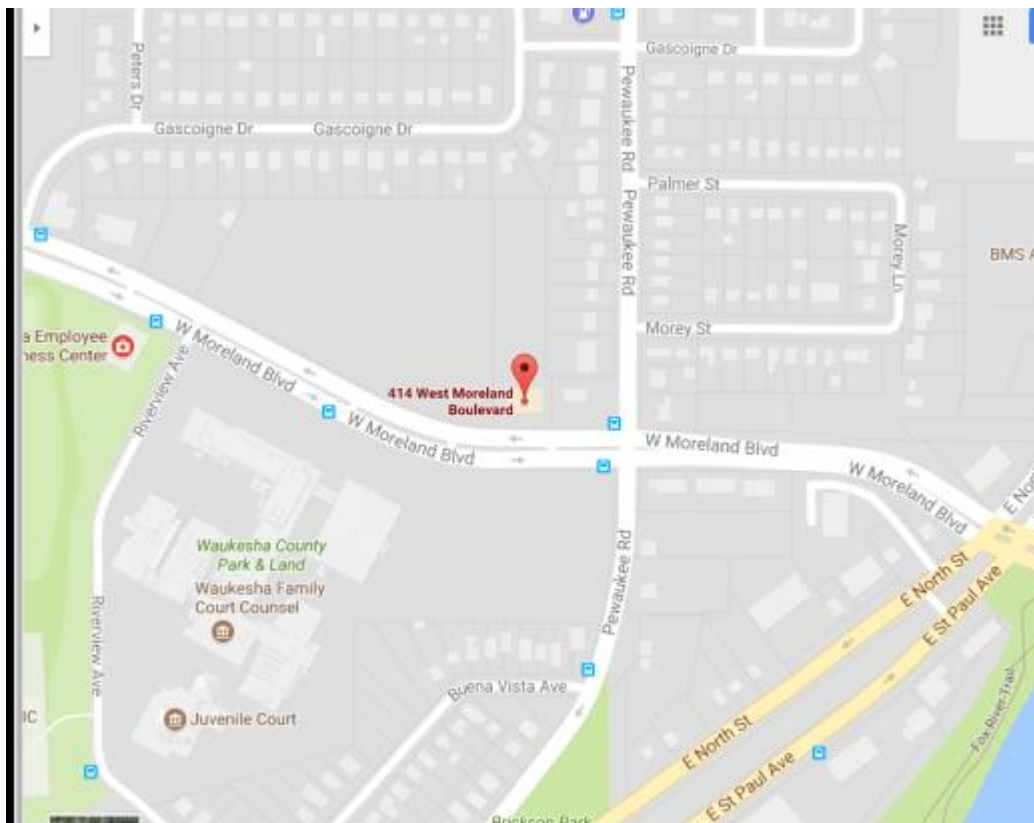 Peters Dr
Gascoigne Dr
Gascoigne Dr
Gascoigne Dr
Pewaukee Rd
Pewaukee Rd
Palmer St
Morey Ln
BMS
Morey St
a Employee
ness Center
Riverview Ave
W Moreland Blvd
W Moreland Blvd
414 West Moreland
Boulevard
W Moreland Blvd
W Moreland Blvd
E Nor
Waukesha County
Park & Land
Waukesha Family
Court Counsel
Pewaukee Rd
E North St
E St Paul Ave
Riverview Ave
Buena Vista Ave
IC
Juvenile Court
E North St
E St Paul Ave
Fox River Trail
Brickson Park